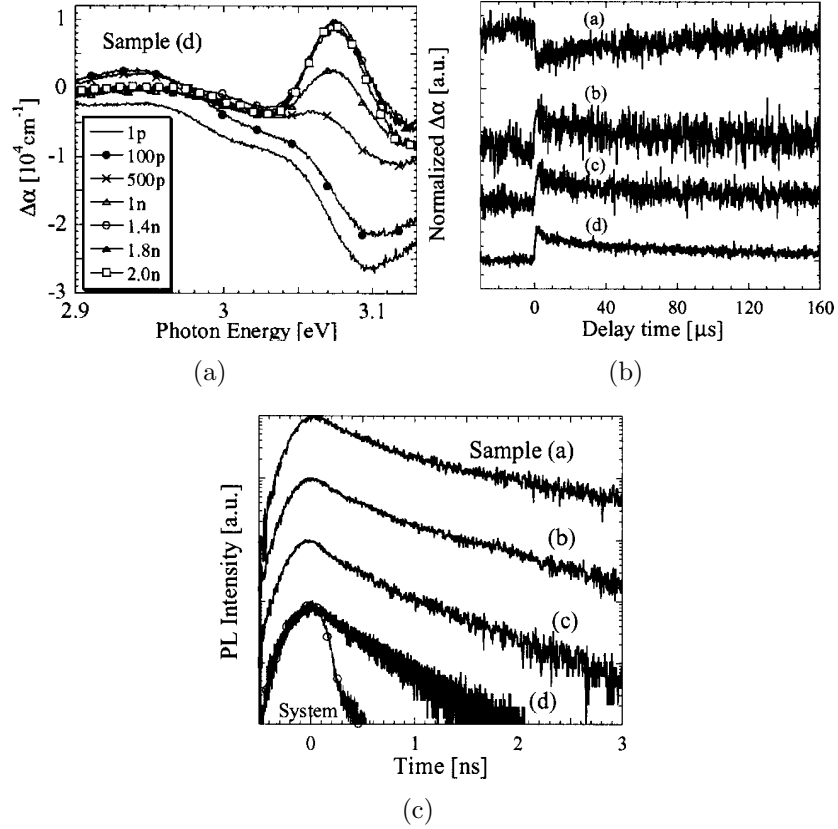 Sample (d)
Δα [10⁴cm⁻¹]
1
0
-1
-2
-3
1p
100p
500p
1n
1.4n
1.8n
2.0n
2.9
3
3.1
Photon Energy [eV]
(a)
Normalized Δα [a.u.]
(a)
(b)
(c)
(d)
0
40
80
120
160
Delay time [μs]
(b)
PL Intensity [a.u.]
Sample (a)
(b)
(c)
(d)
System
0
1
2
3
Time [ns]
(c)